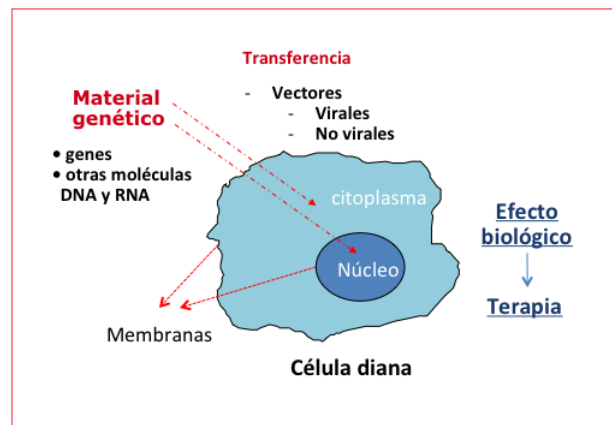 Transferencia
- Vectores
- Virales
- No virales
Material
genético
• genes
• otras moléculas
DNA y RNA
citoplasma
Núcleo
Membranas
Célula diana
Efecto
biológico
Terapia